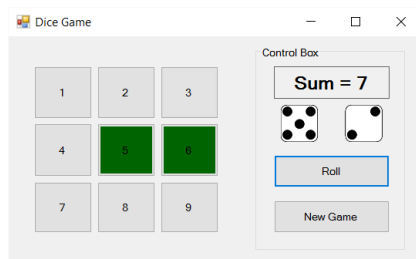 Dice Game
Control Box
Sum = 7
1 2 3
4 5 6
7 8 9
Roll
New Game